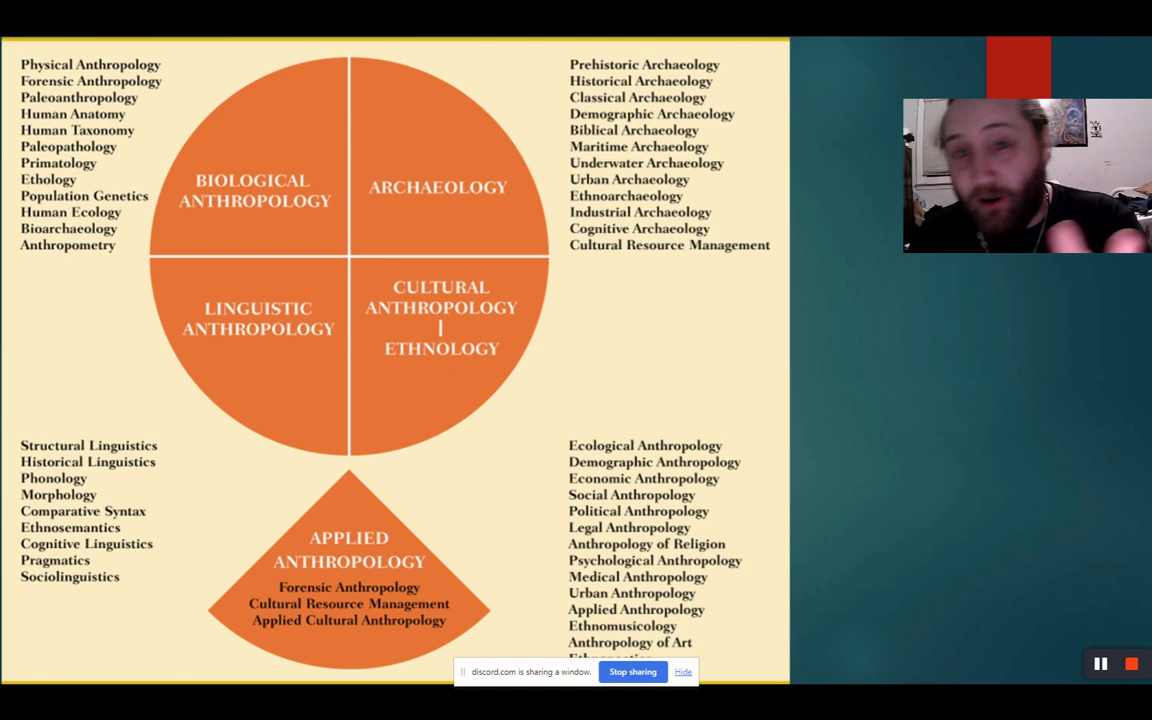 Physical Anthropology
Forensic Anthropology
Paleoanthropology
Human Anatomy
Human Taxonomy
Paleopathology
Primatology
Ethology
Population Genetics
Human Ecology
Bioarchaeology
Anthropometry
BIOLOGICAL
ANTHROPOLOGY
ARCHAEOLOGY
Prehistoric Archaeology
Historical Archaeology
Classical Archaeology
Demographic Archaeology
Biblical Archaeology
Maritime Archaeology
Underwater Archaeology
Urban Archaeology
Ethnoarchaeology
Industrial Archaeology
Cognitive Archaeology
Cultural Resource Management
LINGUISTIC
ANTHROPOLOGY
CULTURAL
ANTHROPOLOGY
|
ETHNOLOGY
Structural Linguistics
Historical Linguistics
Phonology
Morphology
Comparative Syntax
Ethnosemantics
Cognitive Linguistics
Pragmatics
Sociolinguistics
APPLIED
ANTHROPOLOGY
Forensic Anthropology
Cultural Resource Management
Applied Cultural Anthropology
Ecological Anthropology
Demographic Anthropology
Economic Anthropology
Social Anthropology
Political Anthropology
Legal Anthropology
Anthropology of Religion
Psychological Anthropology
Medical Anthropology
Urban Anthropology
Applied Anthropology
Ethnomusicology
Anthropology of Art
discord.com is sharing a window.
Stop sharing
Hide